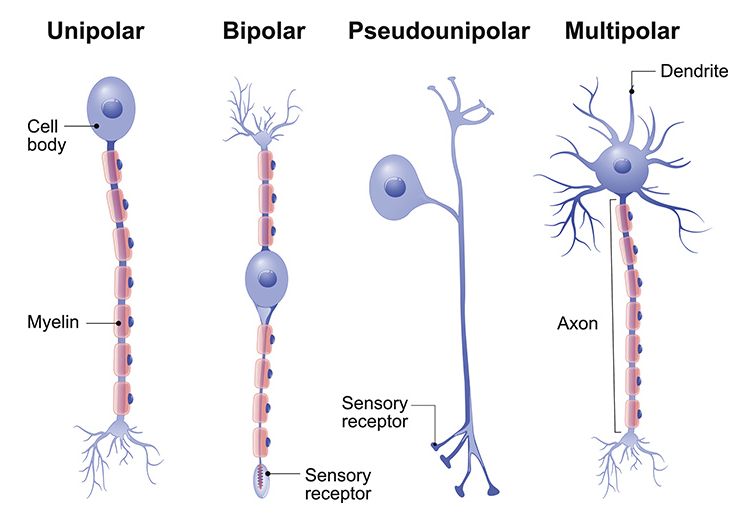 Unipolar
Bipolar
Pseudounipolar
Multipolar
Dendrite
Cell
body
Myelin
Axon
Sensory
receptor
Sensory
receptor